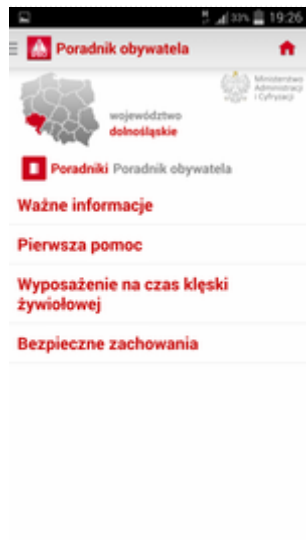 33% 19:26
Poradnik obywatela
Ministerstwo
Administracji
i Cyfryzacji
województwo
dolnośląskie
Poradniki Poradnik obywatela
Ważne informacje
Pierwsza pomoc
Wyposażenie na czas klęski
żywiołowej
Bezpieczne zachowania